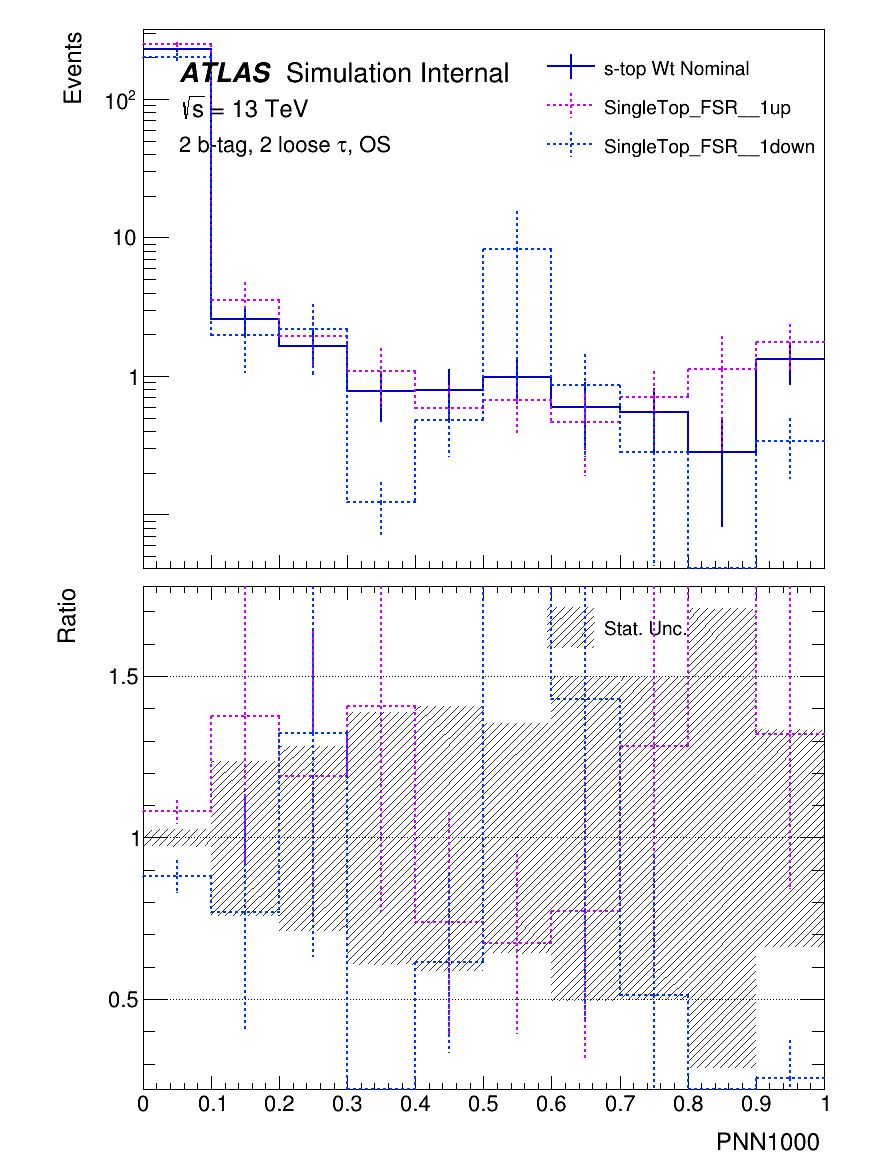 Events
ATLAS Simulation Internal
√s = 13 TeV
2 b-tag, 2 loose τ, OS
s-top Wt Nominal
SingleTop_FSR__1up
SingleTop_FSR__1down
10²
10
1
Ratio
Stat. Unc.
1.5
1
0.5
0 0.1 0.2 0.3 0.4 0.5 0.6 0.7 0.8 0.9 1
PNN1000